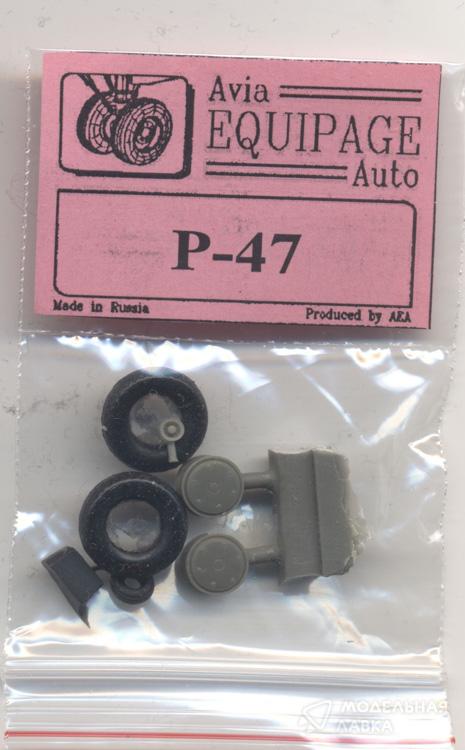 Avia
EQUIPAGE
Auto
P-47
Made in Russia
Produced by AEA
МОДЕЛЬНАЯ
ЛАВКА